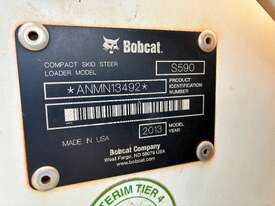 Bobcat.
COMPACT SKID STEER
LOADER MODEL
S590
*ANMN13492*
PRODUCT
IDENTIFICATION
NUMBER
MADE IN USA
2013
MODEL
YEAR
Bobcat Company
West Fargo, ND 58078 USA
www.bobcat.com
ERIM TIER 4